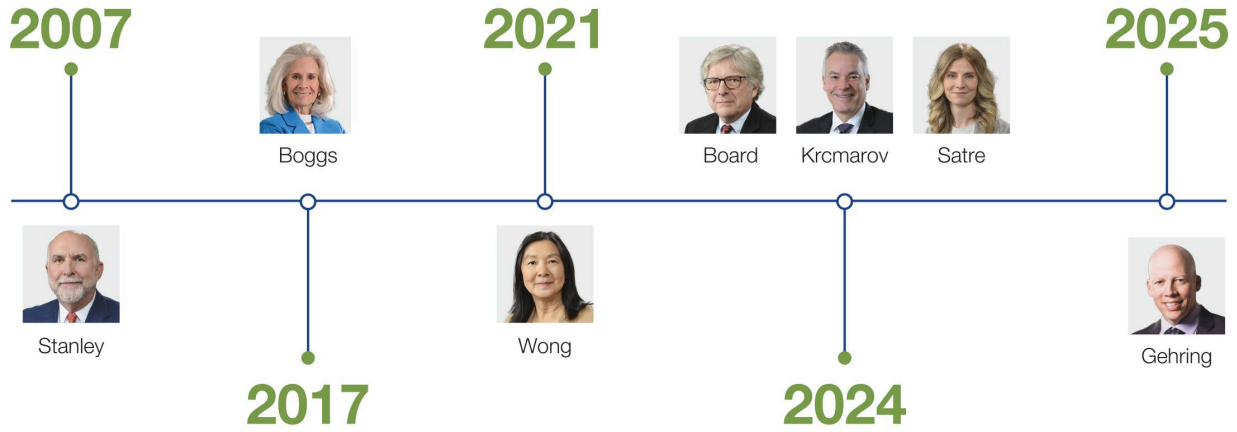 2007
2021
2025
Boggs
Board
Krcmarov
Satre
Stanley
Wong
Gehring
2017
2024